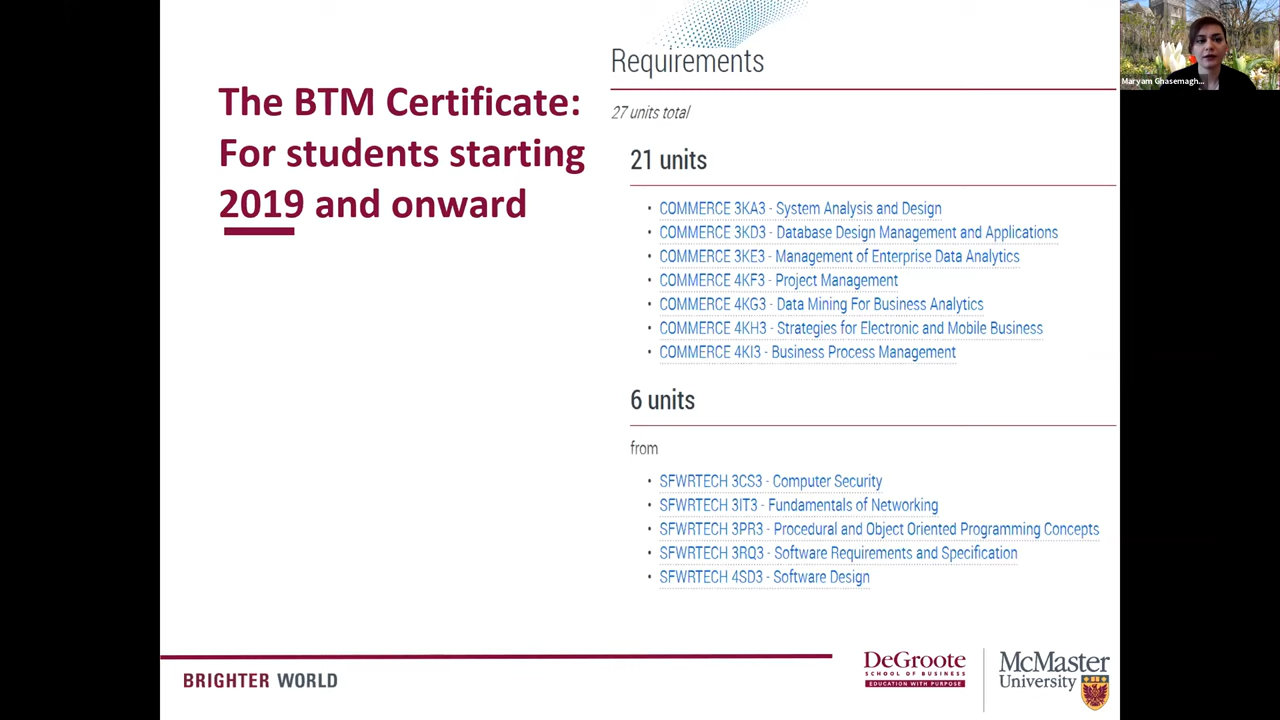 The BTM Certificate:
For students starting
2019 and onward
Requirements
27 units total
21 units
• COMMERCE 3KA3 - System Analysis and Design
• COMMERCE 3KD3 - Database Design Management and Applications
• COMMERCE 3KE3 - Management of Enterprise Data Analytics
• COMMERCE 4KF3 - Project Management
• COMMERCE 4KG3 - Data Mining For Business Analytics
• COMMERCE 4KH3 - Strategies for Electronic and Mobile Business
• COMMERCE 4KI3 - Business Process Management
6 units
from
• SFWRTECH 3CS3 - Computer Security
• SFWRTECH 3IT3 - Fundamentals of Networking
• SFWRTECH 3PR3 - Procedural and Object Oriented Programming Concepts
• SFWRTECH 3RQ3 - Software Requirements and Specification
• SFWRTECH 4SD3 - Software Design
Maryam Ghasemagh...
BRIGHTER WORLD
DeGroote
SCHOOL OF BUSINESS
EDUCATION WITH PURPOSE
McMaster
University